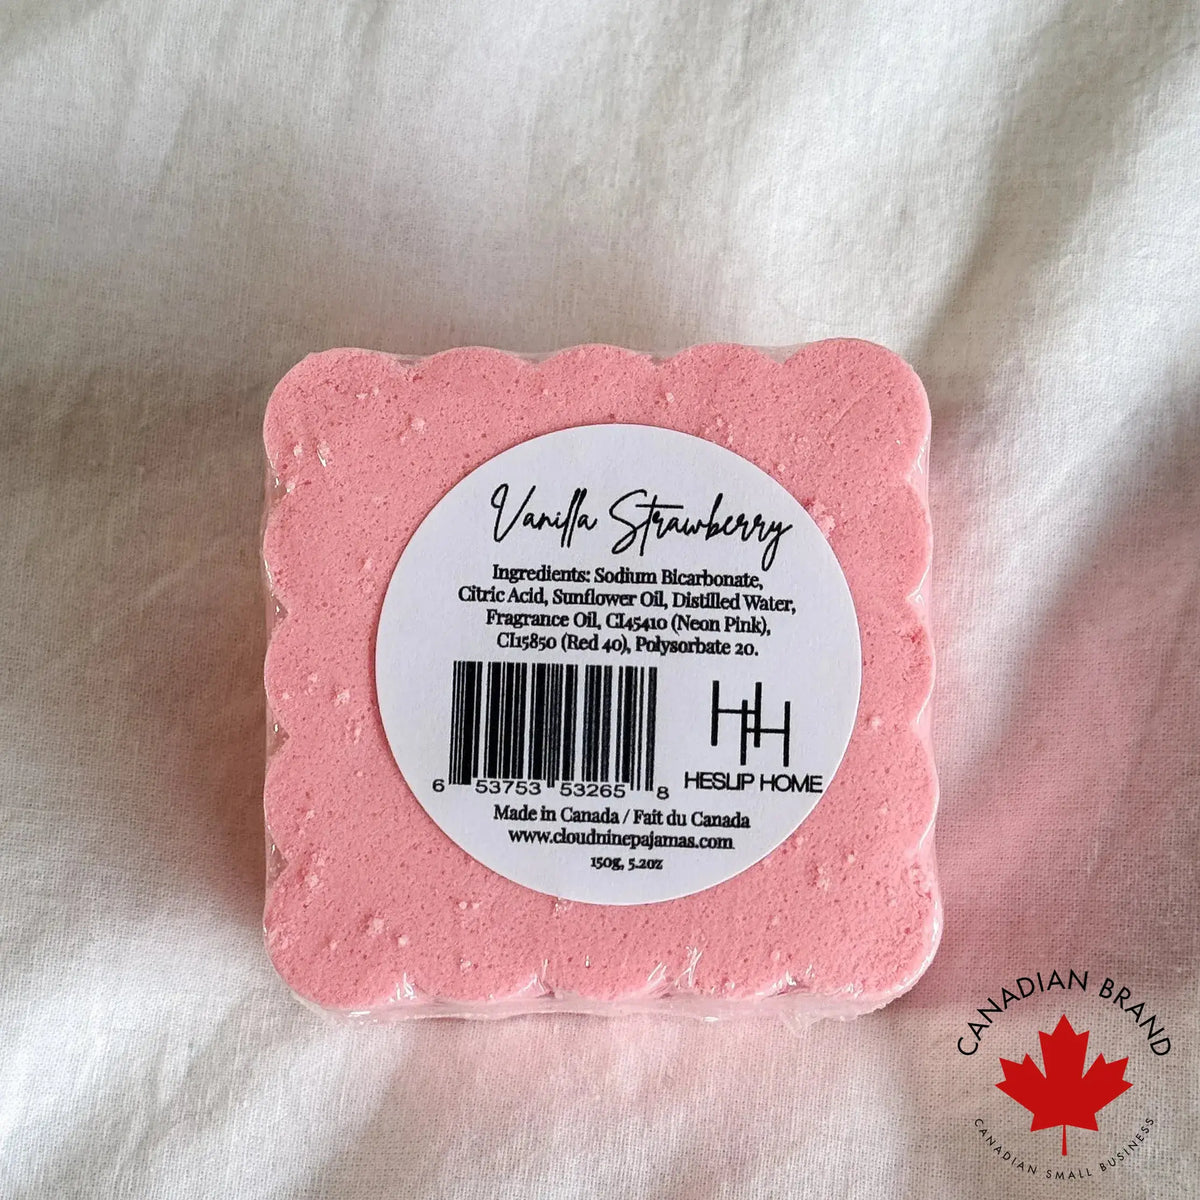 Vanilla Strawberry
Ingredients: Sodium Bicarbonate,
Citric Acid, Sunflower Oil, Distilled Water,
Fragrance Oil, CI45410 (Neon Pink),
CI15850 (Red 40), Polysorbate 20.
6 53753 53265 8
HH
HESLIP HOME
Made in Canada / Fait du Canada
www.cloudninepajamas.com
150g, 5.2oz
CANADIAN BRAND
CANADIAN SMALL BUSINESS